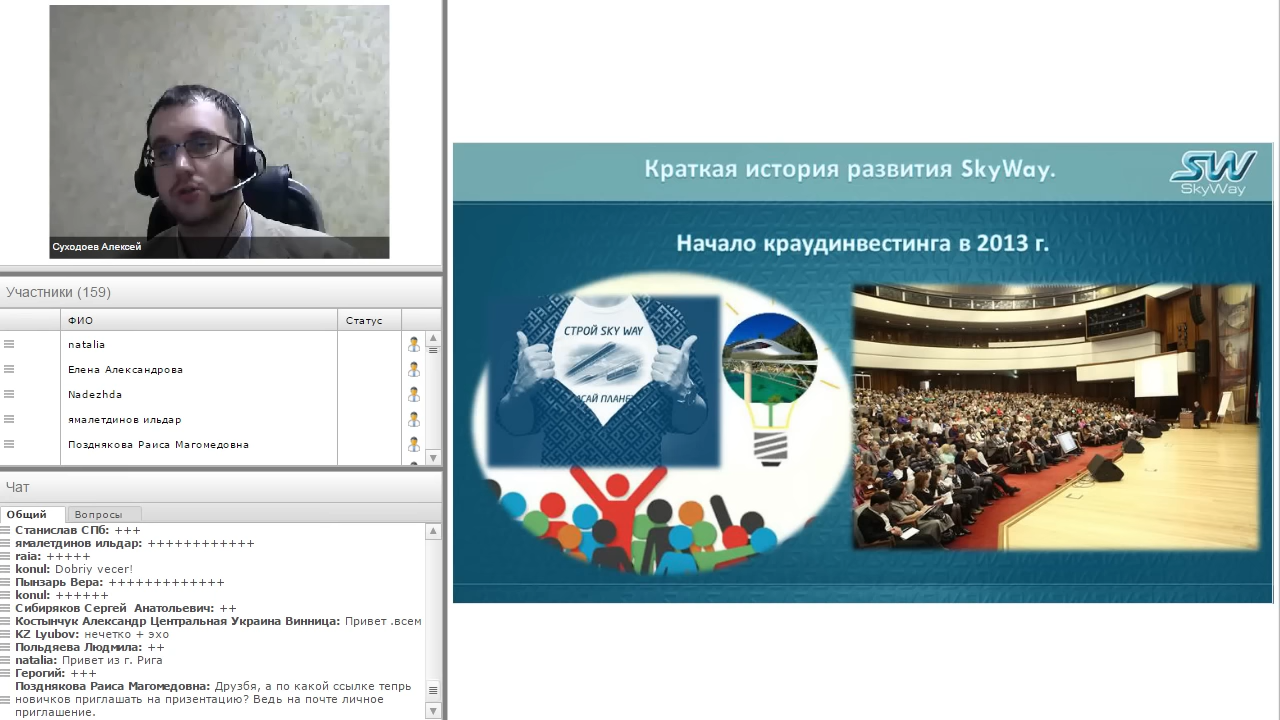 Суходоев Алексей
Участники (159)
ФИО
Статус
natalia
Елена Александрова
Nadezhda
ямалетдинов ильдар
Позднякова Раиса Магомедовна
Чат
Общий
Вопросы
Станислав СПб: +++
ямалетдинов ильдар: ++++++++++++
raia: +++++
konul: Dobriy vecer!
Пынзарь Вера: +++++++++++++
konul: ++++++
Сибиряков Сергей Анатольевич: ++
Костынчук Александр Центральная Украина Винница: Привет .всем
KZ Lyubov: нечетко + эхо
Польдяева Людмила: ++
natalia: Привет из г. Рига
Герогий: +++
Позднякова Раиса Магомедовна: Друзбя, а по какой ссылке тепрь
новичков приглашать на призентацию? Ведь на почте личное
приглашение.
Краткая история развития SkyWay.
SW
SkyWay
Начало краудинвестинга в 2013 г.
СТРОЙ SKY WAY
АСАЙ ПЛАНЕ